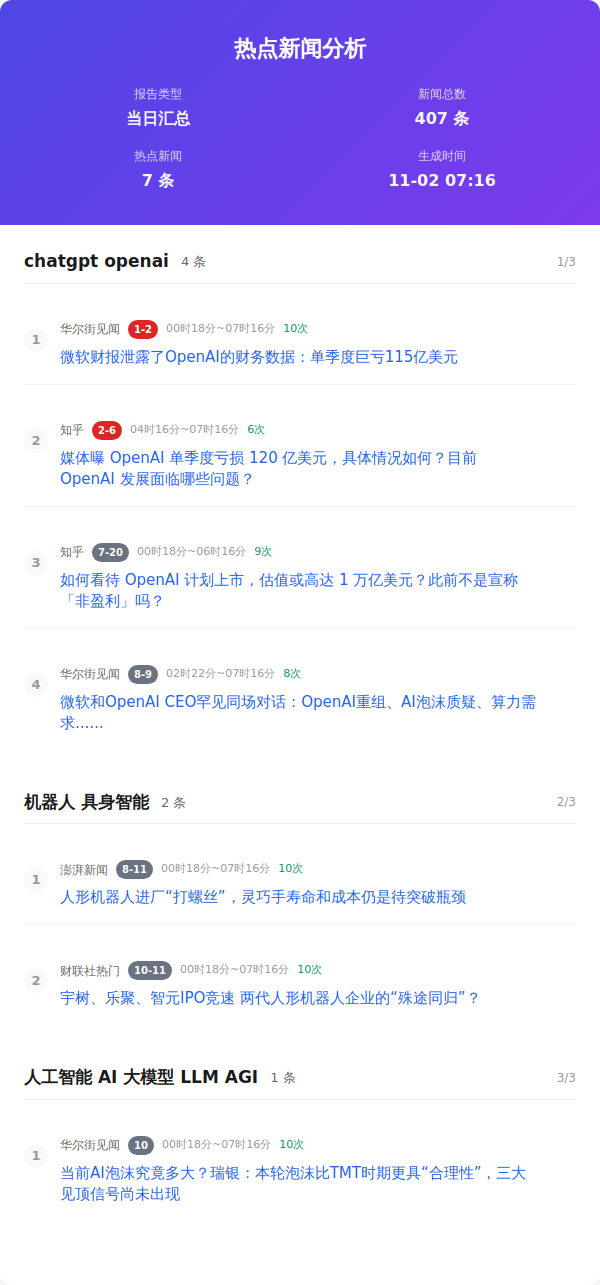 热点新闻分析
报告类型
新闻总数
当日汇总
407 条
热点新闻
生成时间
7 条
11-02 07:16
chatgpt openai 4 条 1/3
1
华尔街见闻 1-2 00时18分~07时16分 10次
微软财报泄露了OpenAI的财务数据：单季度巨亏115亿美元
2
知乎 2-6 04时16分~07时16分 6次
媒体曝 OpenAI 单季度亏损 120 亿美元，具体情况如何？目前
OpenAI 发展面临哪些问题？
3
知乎 7-20 00时18分~06时16分 9次
如何看待 OpenAI 计划上市，估值或高达 1 万亿美元？此前不是宣称
「非盈利」吗？
4
华尔街见闻 8-9 02时22分~07时16分 8次
微软和OpenAI CEO罕见同场对话：OpenAI重组、AI泡沫质疑、算力需
求……
机器人 具身智能 2 条 2/3
1
澎湃新闻 8-11 00时18分~07时16分 10次
人形机器人进厂“打螺丝”，灵巧手寿命和成本仍是待突破瓶颈
2
财联社热门 10-11 00时18分~07时16分 10次
宇树、乐聚、智元IPO竞速 两代人形机器人企业的“殊途同归”？
人工智能 AI 大模型 LLM AGI 1 条 3/3
1
华尔街见闻 10 00时18分~07时16分 10次
当前AI泡沫究竟多大？瑞银：本轮泡沫比TMT时期更具“合理性”，三大
见顶信号尚未出现